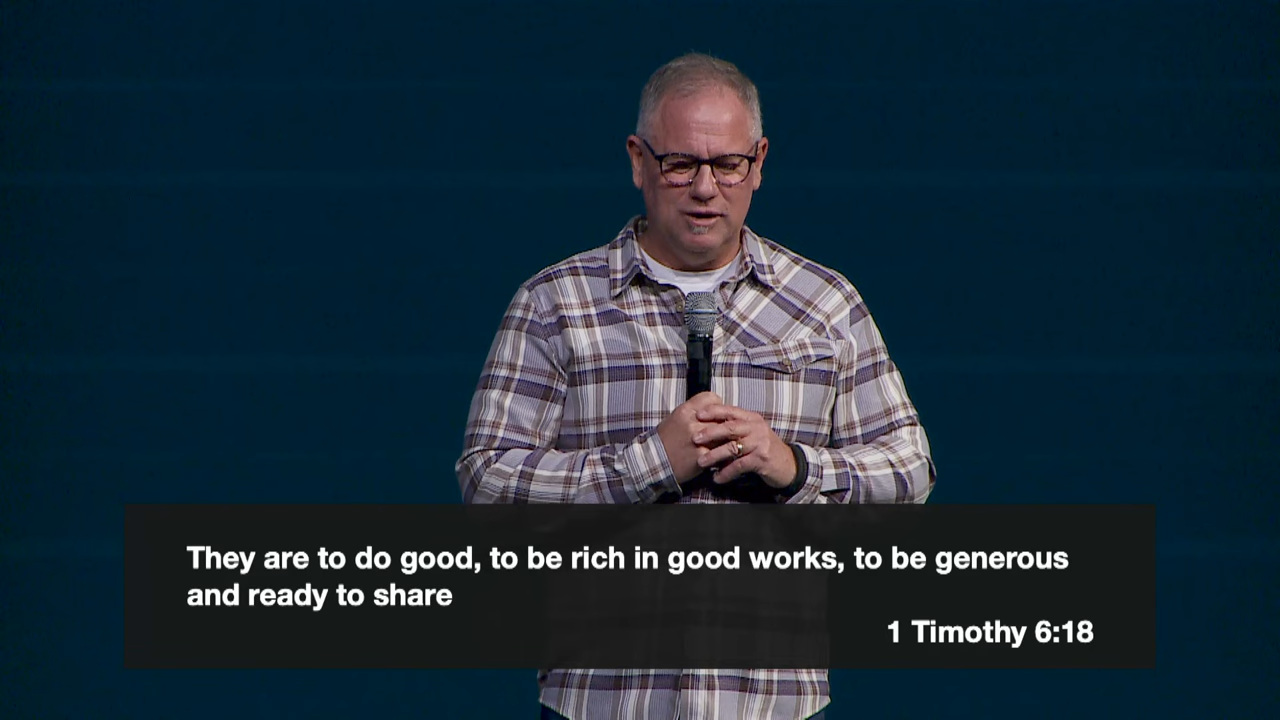 They are to do good, to be rich in good works, to be generous
and ready to share
1 Timothy 6:18